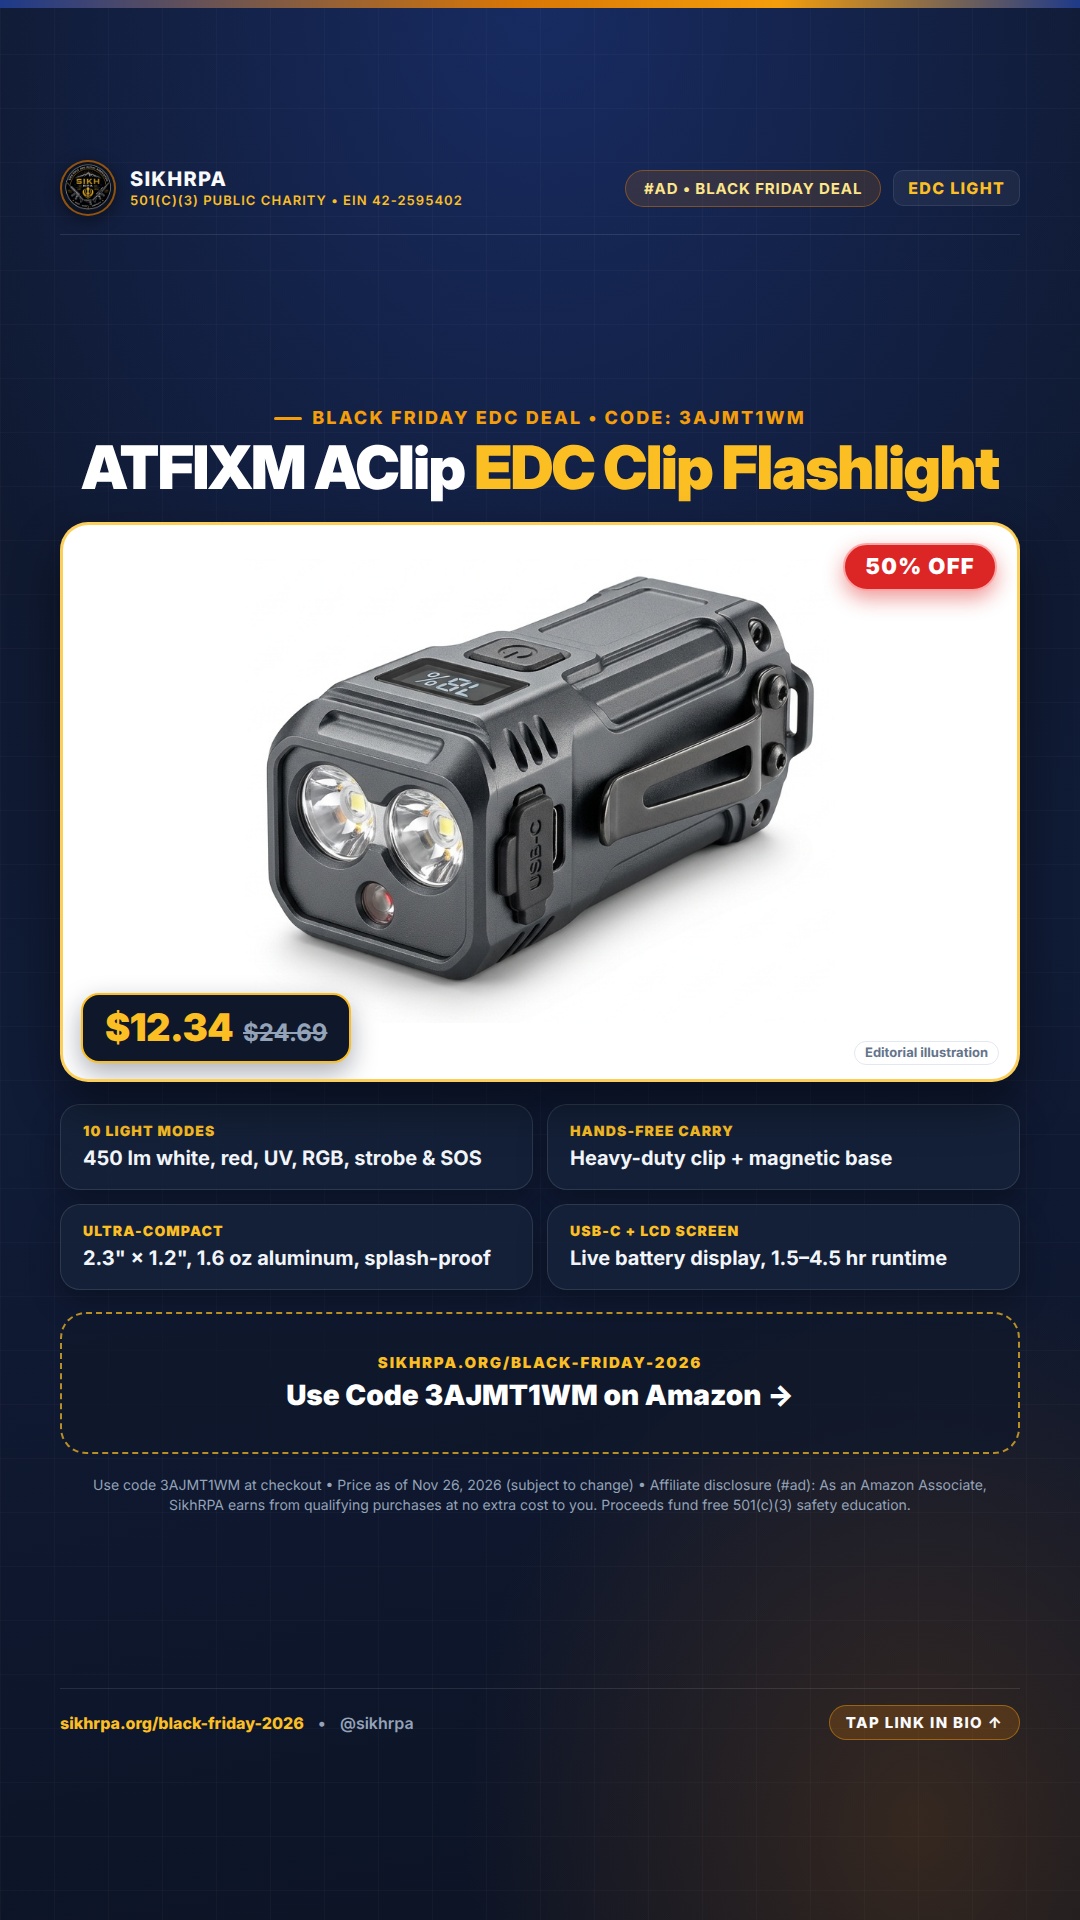 SIKH
SIKHRPA
501(C)(3) PUBLIC CHARITY • EIN 42-2595402
#AD • BLACK FRIDAY DEAL
EDC LIGHT
BLACK FRIDAY EDC DEAL • CODE: 3AJMT1WM
ATFIXM AClip EDC Clip Flashlight
50% OFF
USB-C
$12.34 $24.69
Editorial illustration
10 LIGHT MODES
450 lm white, red, UV, RGB, strobe & SOS
HANDS-FREE CARRY
Heavy-duty clip + magnetic base
ULTRA-COMPACT
2.3" × 1.2", 1.6 oz aluminum, splash-proof
USB-C + LCD SCREEN
Live battery display, 1.5–4.5 hr runtime
SIKHRPA.ORG/BLACK-FRIDAY-2026
Use Code 3AJMT1WM on Amazon →
Use code 3AJMT1WM at checkout • Price as of Nov 26, 2026 (subject to change) • Affiliate disclosure (#ad): As an Amazon Associate,
SikhRPA earns from qualifying purchases at no extra cost to you. Proceeds fund free 501(c)(3) safety education.
sikhrpa.org/black-friday-2026 • @sikhrpa
TAP LINK IN BIO ↑